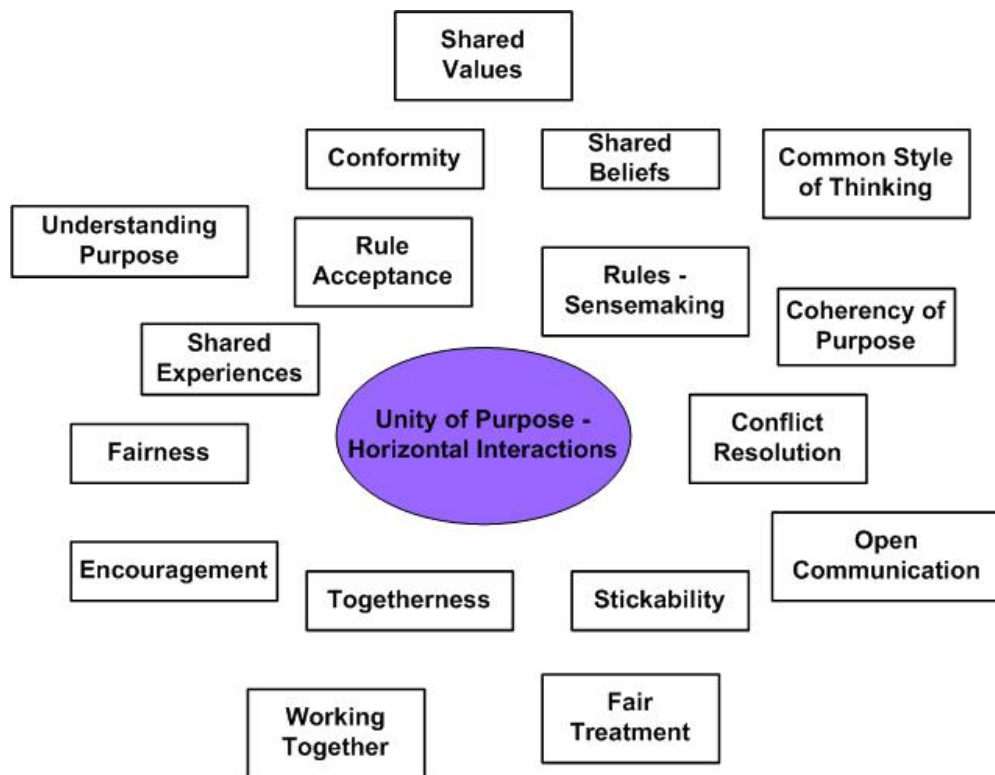 Shared
Values
Conformity
Shared
Beliefs
Common Style
of Thinking
Understanding
Purpose
Rule
Acceptance
Rules -
Sensemaking
Coherency of
Purpose
Shared
Experiences
Unity of Purpose -
Horizontal Interactions
Fairness
Conflict
Resolution
Encouragement
Togetherness
Stickability
Open
Communication
Working
Together
Fair
Treatment